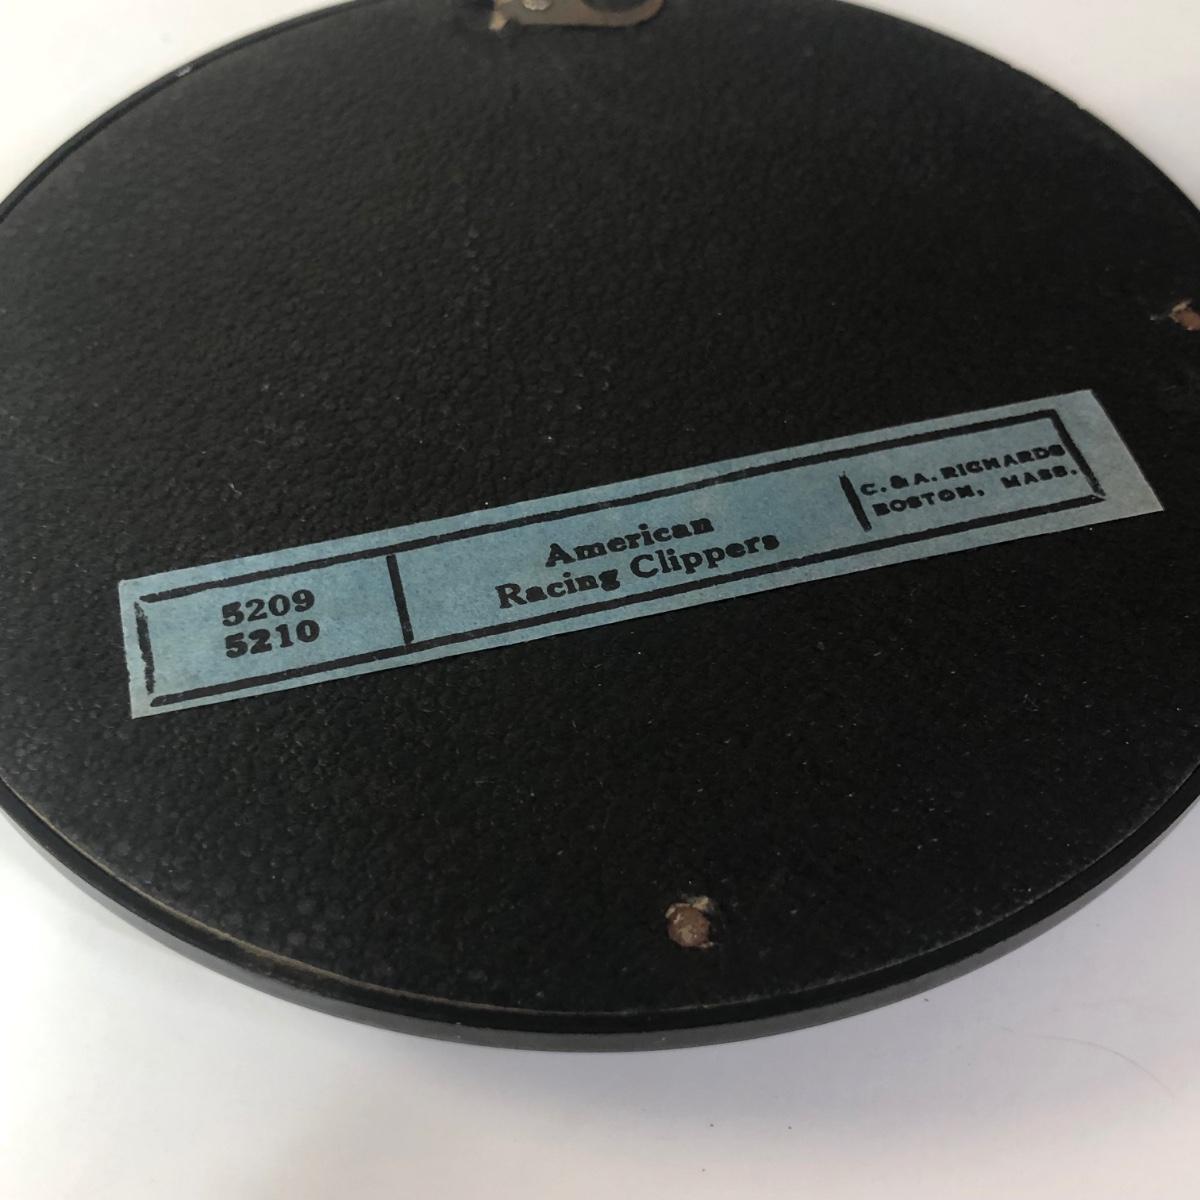 5209
5210
American
Racing Clippers
C. & A. RICHARDS
BOSTON, MASS.